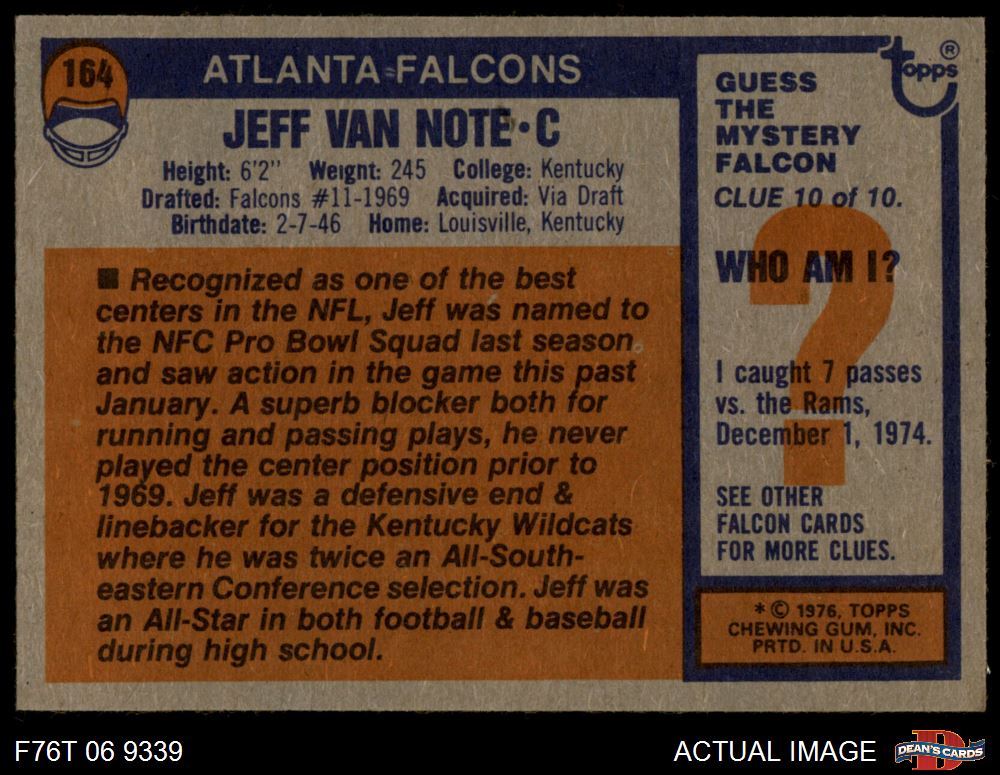 164
ATLANTA FALCONS
JEFF VAN NOTE•C
Height: 6'2" Weight: 245 College: Kentucky
Drafted: Falcons #11-1969 Acquired: Via Draft
Birthdate: 2-7-46 Home: Louisville, Kentucky
■ Recognized as one of the best
centers in the NFL, Jeff was named to
the NFC Pro Bowl Squad last season
and saw action in the game this past
January. A superb blocker both for
running and passing plays, he never
played the center position prior to
1969. Jeff was a defensive end &
linebacker for the Kentucky Wildcats
where he was twice an All-South-
eastern Conference selection. Jeff was
an All-Star in both football & baseball
during high school.
topps®
GUESS
THE
MYSTERY
FALCON
CLUE 10 of 10.
?
WHO AM I?
I caught 7 passes
vs. the Rams,
December 1, 1974.
SEE OTHER
FALCON CARDS
FOR MORE CLUES.
* © 1976, TOPPS
CHEWING GUM, INC.
PRTD. IN U.S.A.
F76T 06 9339
ACTUAL IMAGE
DEAN'S CARDS